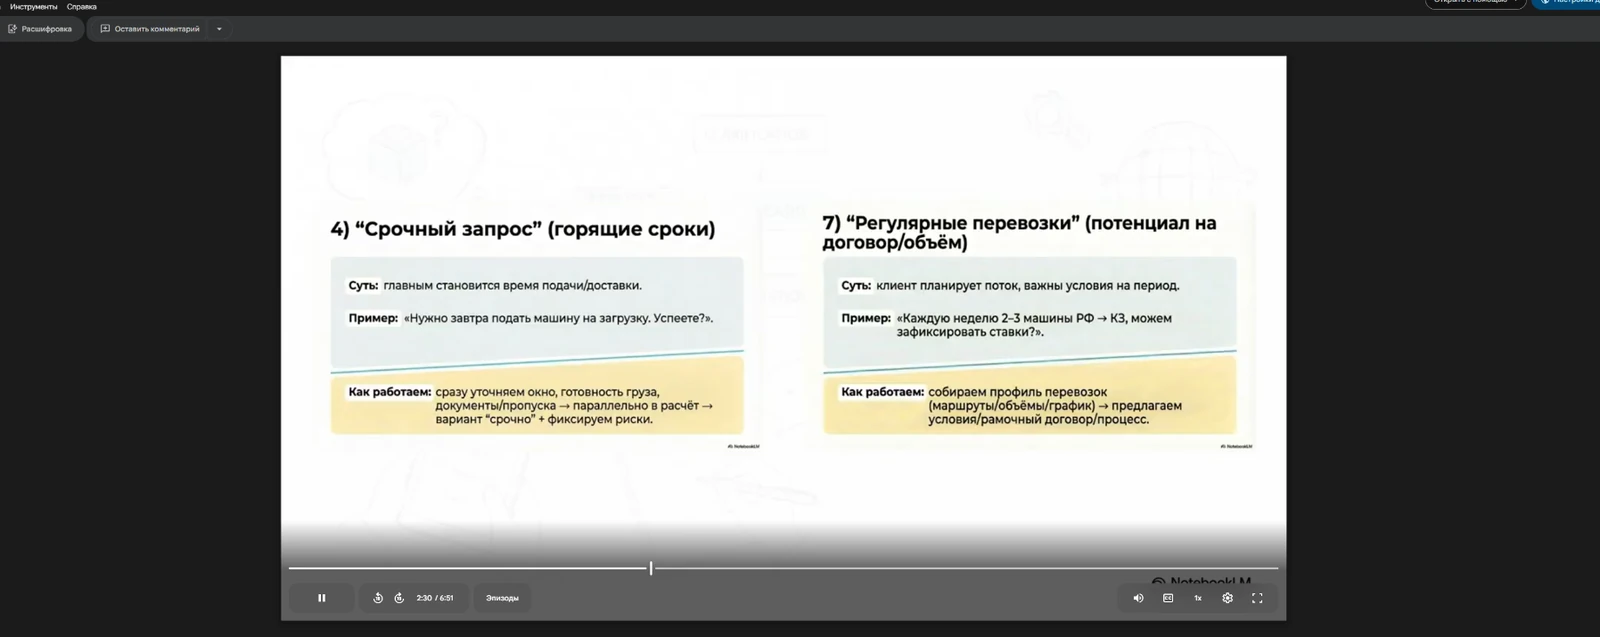 Инструменты Справка
Расшифровка
Оставить комментарий
4) “Срочный запрос” (горящие сроки)
Суть: главным становится время подачи/доставки.
Пример: «Нужно завтра подать машину на загрузку. Успеете?».
Как работаем: сразу уточняем окно, готовность груза,
документы/пропуска → параллельно в расчёт →
вариант “срочно” + фиксируем риски.
NotebookLM
7) “Регулярные перевозки” (потенциал на
договор/объём)
Суть: клиент планирует поток, важны условия на период.
Пример: «Каждую неделю 2–3 машины РФ → КЗ, можем
зафиксировать ставки?».
Как работаем: собираем профиль перевозок
(маршруты/объёмы/график) → предлагаем
условия/рамочный договор/процесс.
NotebookLM
NotebookLM
2:30 / 6:51
Эпизоды
1x